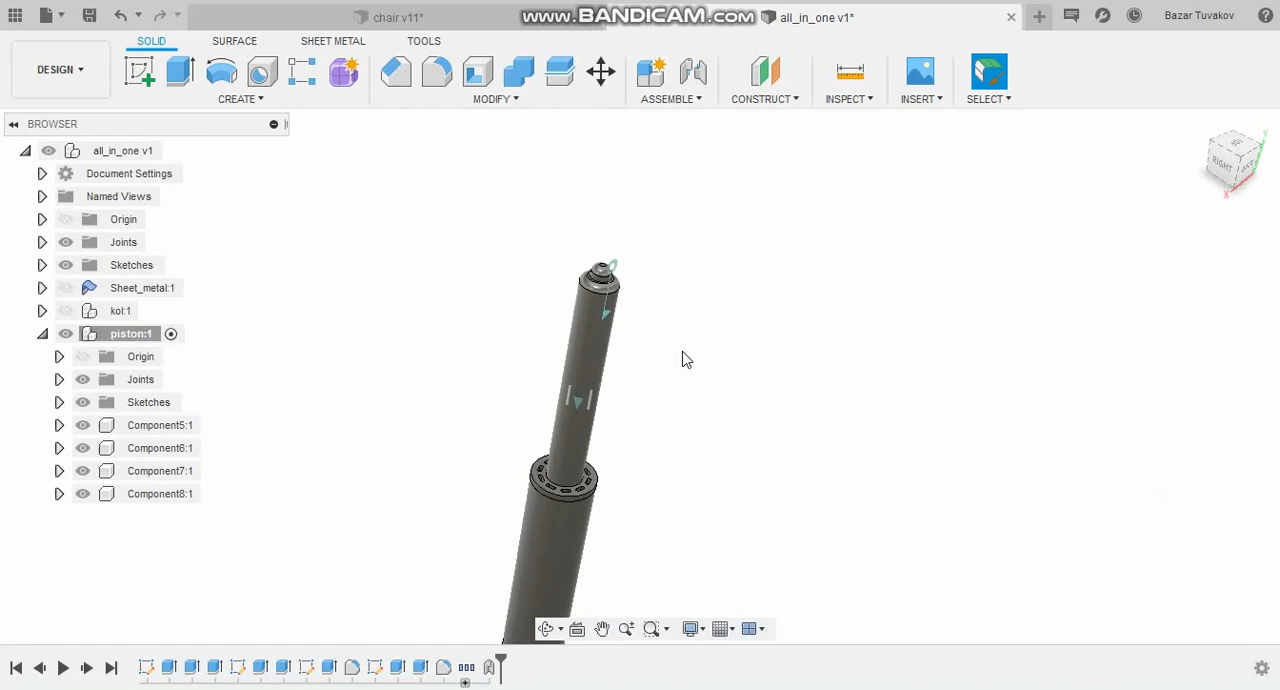 chair v11*
www.BANDICAM.com
all_in_one v1*
Bazar Tuvakov
DESIGN
SOLID
SURFACE
SHEET METAL
TOOLS
CREATE
MODIFY
ASSEMBLE
CONSTRUCT
INSPECT
INSERT
SELECT
BROWSER
all_in_one v1
Document Settings
Named Views
Origin
Joints
Sketches
Sheet_metal:1
kol:1
piston:1
Origin
Joints
Sketches
Component5:1
Component6:1
Component7:1
Component8:1
RIGHT
X